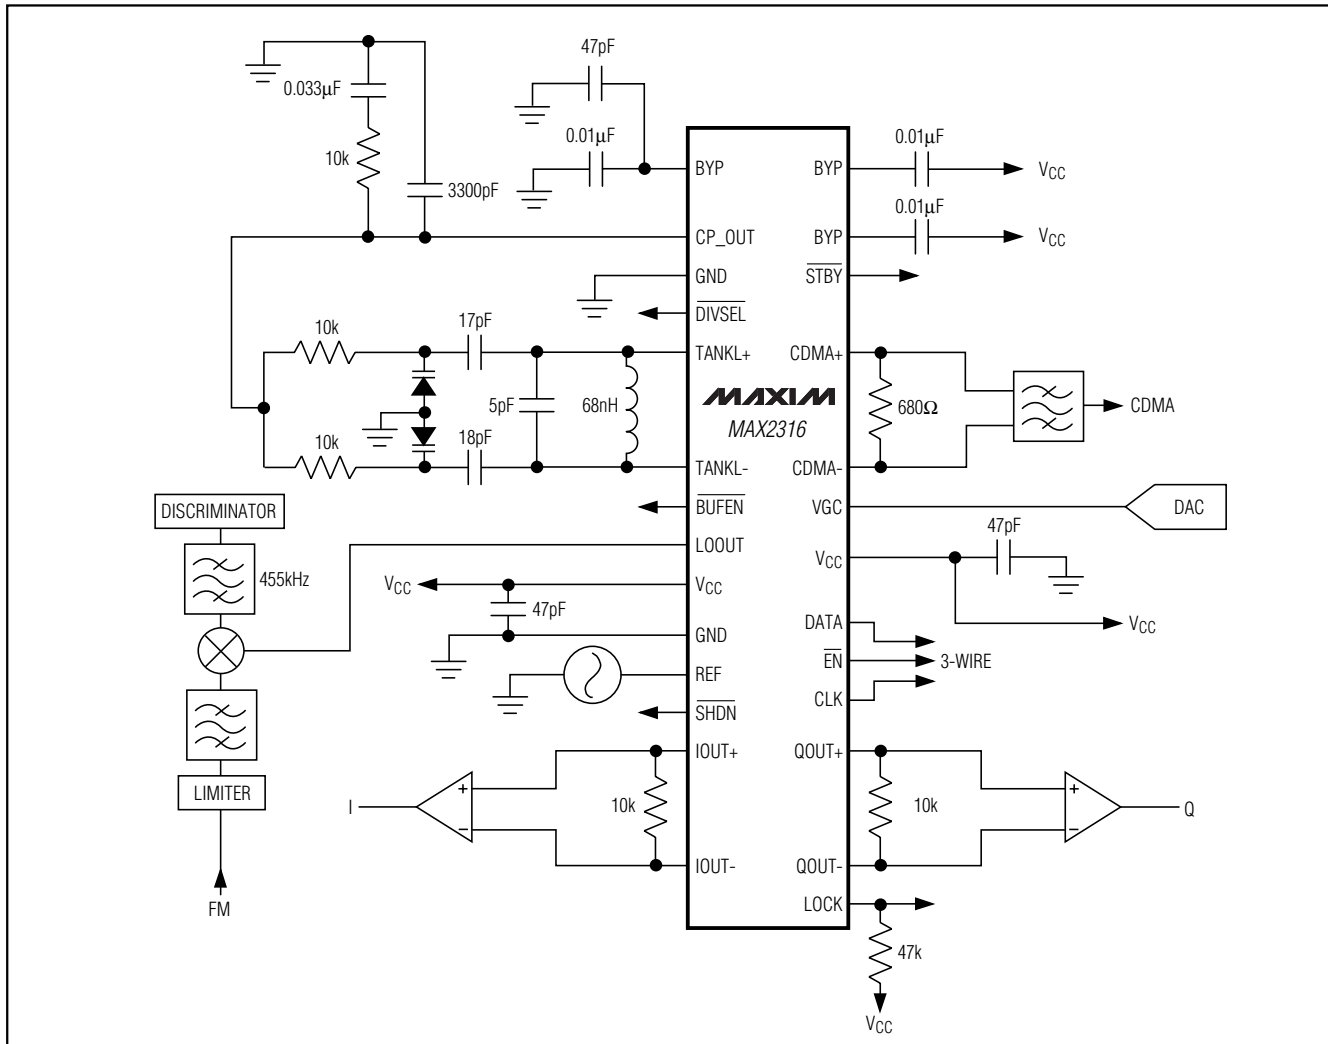 47pF
0.033μF
0.01μF
10k
3300pF
BYP
BYP
0.01μF
VCC
CP_OUT
BYP
0.01μF
VCC
GND
STBY
DIVSEL
10k
17pF
TANKL+
CDMA+
5pF
68nH
MAXIM
MAX2316
680Ω
CDMA
10k
18pF
TANKL-
CDMA-
BUFEN
VGC
DAC
DISCRIMINATOR
LOOUT
47pF
455kHz
VCC
VCC
VCC
47pF
VCC
GND
DATA
REF
EN
3-WIRE
SHDN
CLK
IOUT+
QOUT+
LIMITER
I
+
–
10k
10k
+
–
Q
IOUT-
QOUT-
FM
LOCK
47k
VCC